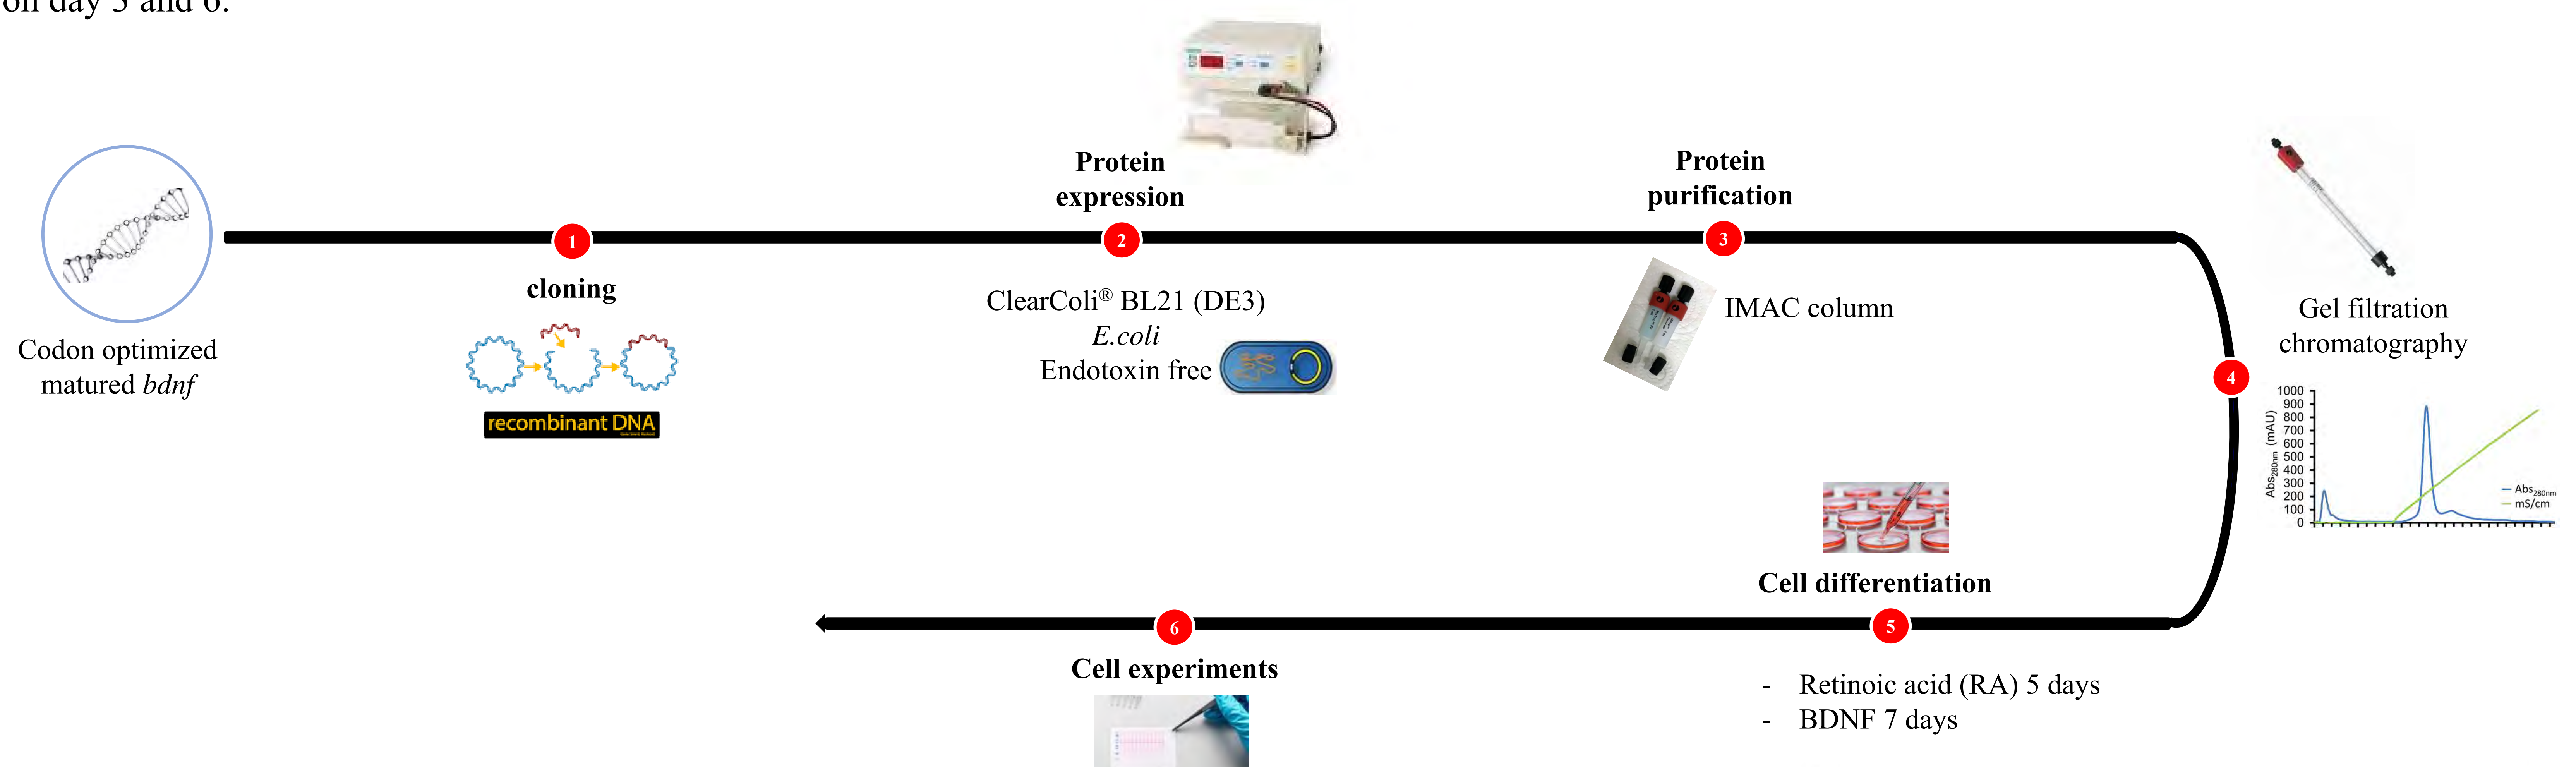 on day 3 and 6.
Codon optimized
matured bdnf
1
cloning
recombinant DNA
Protein
expression
2
ClearColi® BL21 (DE3)
E.coli
Endotoxin free
Protein
purification
3
IMAC column
4
Gel filtration
chromatography
Abs280nm (mAU)
1000
900
800
700
600
500
400
300
200
100
0
Abs280nm
mS/cm
Cell differentiation
5
- Retinoic acid (RA) 5 days
- BDNF 7 days
6
Cell experiments